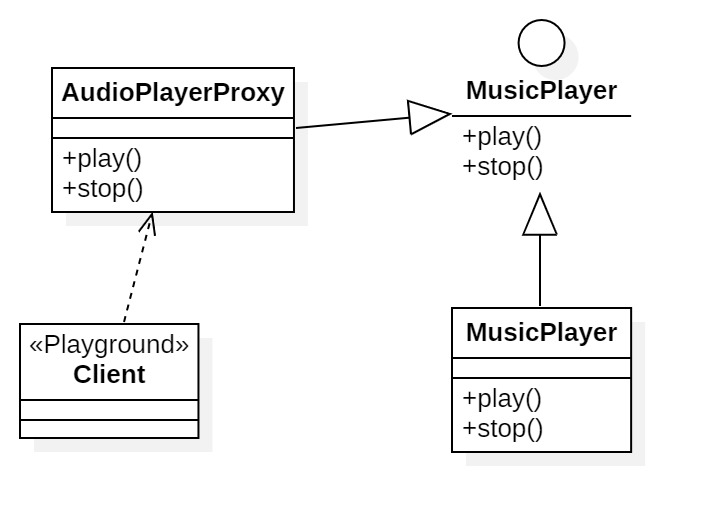 AudioPlayerProxy
+play()
+stop()
MusicPlayer
+play()
+stop()
«Playground»
Client
MusicPlayer
+play()
+stop()